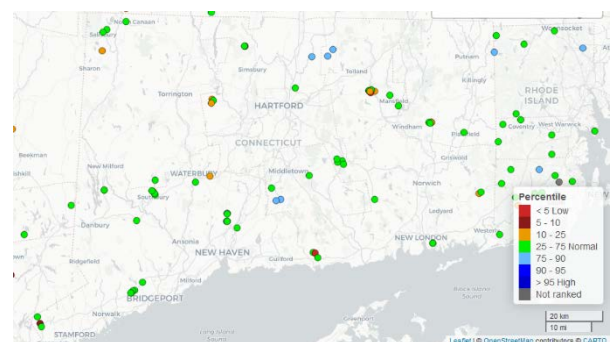 New Canaan
Salisbury
Sharon
Simsbury
Tolland
Putnam
Woonsocket
Killingly
Torrington
HARTFORD
Mansfield
RHODE
ISLAND
Windham
Plainfield
Coventry
West Warwick
CONNECTICUT
Beekman
New Milford
WATERBURY
Middletown
Griswold
Norwich
Southbury
Danbury
Ansonia
Ledyard
Ridgefield
NEW HAVEN
Guilford
NEW LONDON
Milford
BRIDGEPORT
Norwalk
STAMFORD
Long Island
Sound
Greenport
Block Island
Sound
Percentile
< 5 Low
5 - 10
10 - 25
25 - 75 Normal
75 - 90
90 - 95
> 95 High
Not ranked
20 km
10 mi
Leaflet | © OpenStreetMap contributors © CARTO